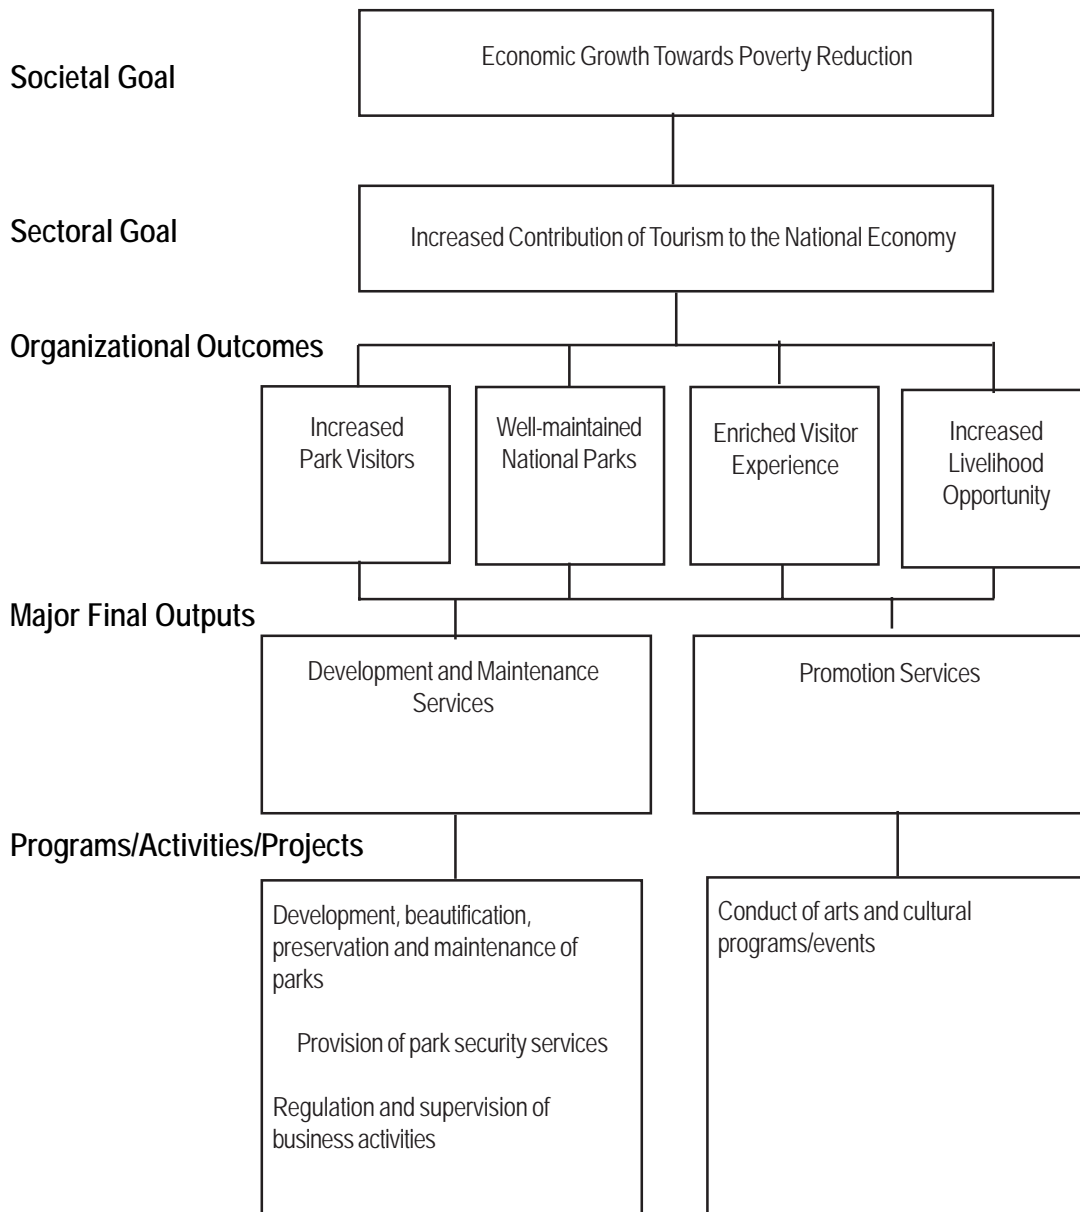 Societal Goal
Economic Growth Towards Poverty Reduction
Sectoral Goal
Increased Contribution of Tourism to the National Economy
Organizational Outcomes
Increased
Park Visitors
Well-maintained
National Parks
Enriched Visitor
Experience
Increased
Livelihood
Opportunity
Major Final Outputs
Development and Maintenance
Services
Promotion Services
Programs/Activities/Projects
Development, beautification,
preservation and maintenance of
parks
Provision of park security services
Regulation and supervision of
business activities
Conduct of arts and cultural
programs/events